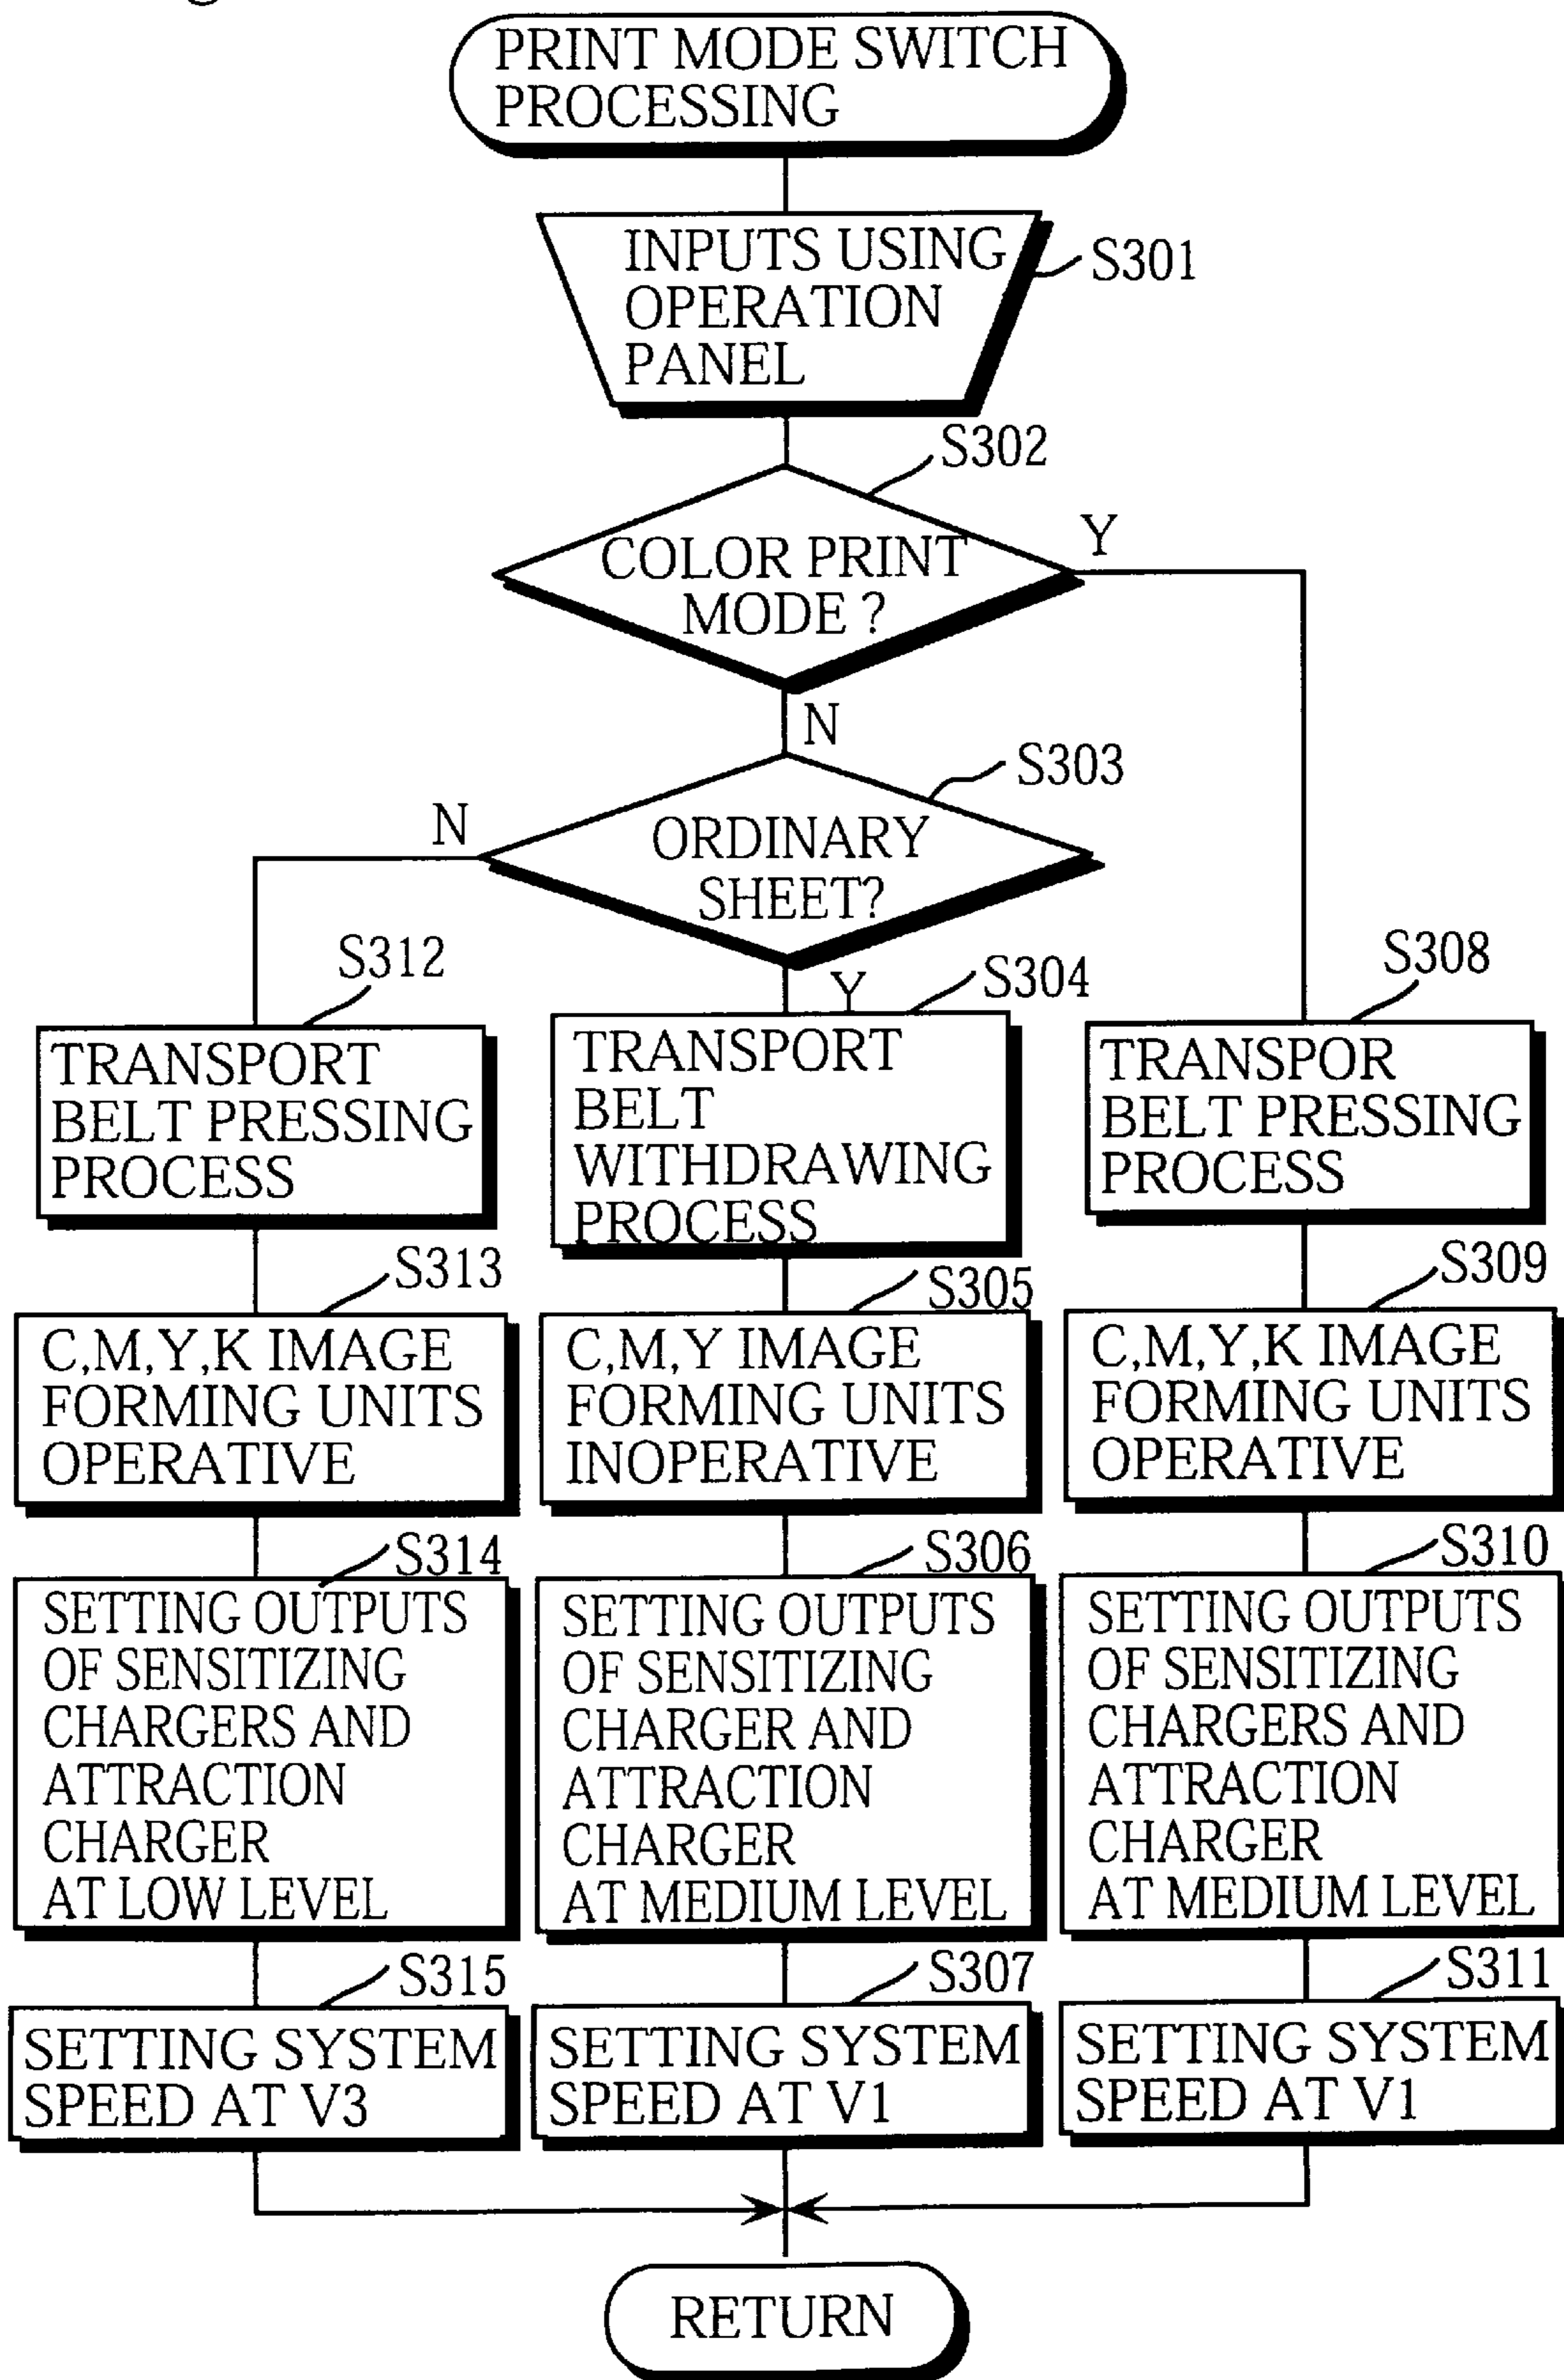 PRINT MODE SWITCH
PROCESSING
INPUTS USING
OPERATION
PANEL
S301
S302
COLOR PRINT
MODE ?
Y
N
S303
ORDINARY
SHEET?
N
Y
S312
TRANSPORT
BELT PRESSING
PROCESS
S313
C,M,Y,K IMAGE
FORMING UNITS
OPERATIVE
S314
SETTING OUTPUTS
OF SENSITIZING
CHARGERS AND
ATTRACTION
CHARGER
AT LOW LEVEL
S315
SETTING SYSTEM
SPEED AT V3
S304
TRANSPORT
BELT
WITHDRAWING
PROCESS
S305
C,M,Y IMAGE
FORMING UNITS
INOPERATIVE
S306
SETTING OUTPUTS
OF SENSITIZING
CHARGER AND
ATTRACTION
CHARGER
AT MEDIUM LEVEL
S307
SETTING SYSTEM
SPEED AT V1
S308
TRANSPOR
BELT PRESSING
PROCESS
S309
C,M,Y,K IMAGE
FORMING UNITS
OPERATIVE
S310
SETTING OUTPUTS
OF SENSITIZING
CHARGERS AND
ATTRACTION
CHARGER
AT MEDIUM LEVEL
S311
SETTING SYSTEM
SPEED AT V1
RETURN